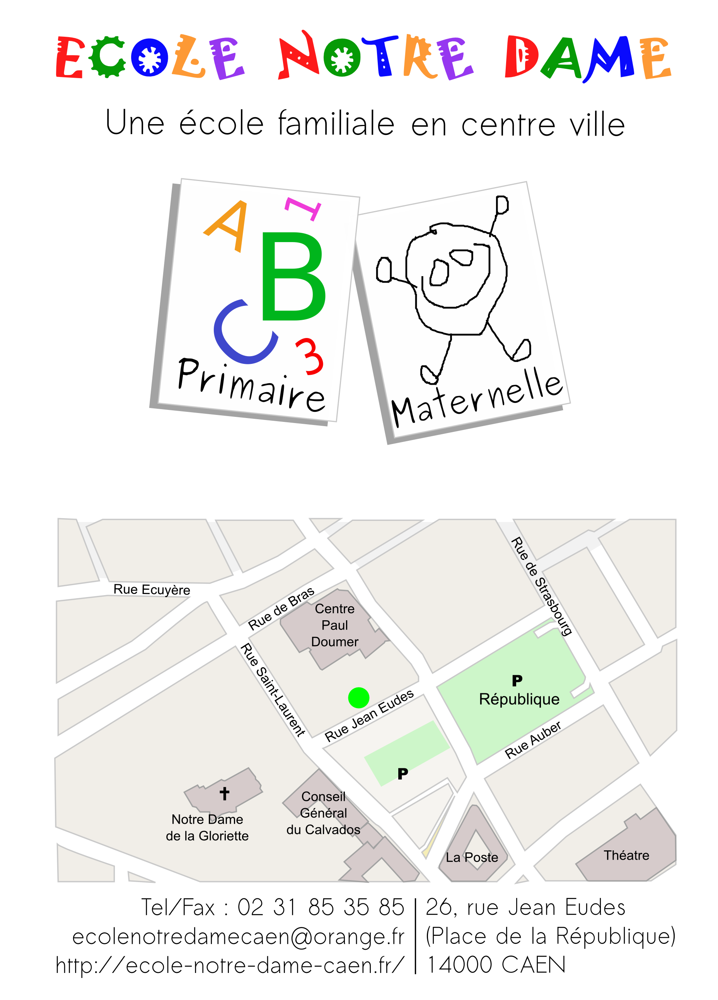 ECOLE NOTRE DAME
Une école familiale en centre ville
A
1
B
C
3
Primaire
Maternelle
Rue Ecuyère
Rue de Bras
Rue de Strasbourg
Centre
Paul
Doumer
Rue Saint-Laurent
P
République
Rue Jean Eudes
Rue Auber
P
Notre Dame
de la Gloriette
Conseil
Général
du Calvados
La Poste
Théatre
Tel/Fax : 02 31 85 35 85
ecolenotredamecaen@orange.fr
http://ecole-notre-dame-caen.fr/
26, rue Jean Eudes
(Place de la République)
14000 CAEN